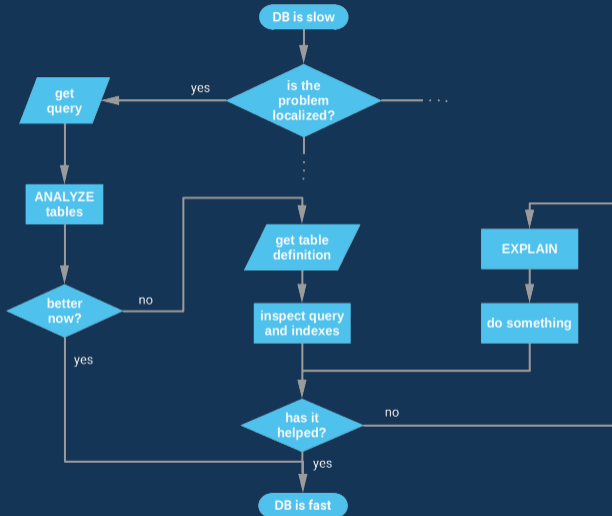 DB is slow
is the
problem
localized?
yes
. . .
get
query
ANALYZE
tables
better
now?
no
yes
get table
definition
inspect query
and indexes
EXPLAIN
do something
has it
helped?
no
yes
DB is fast